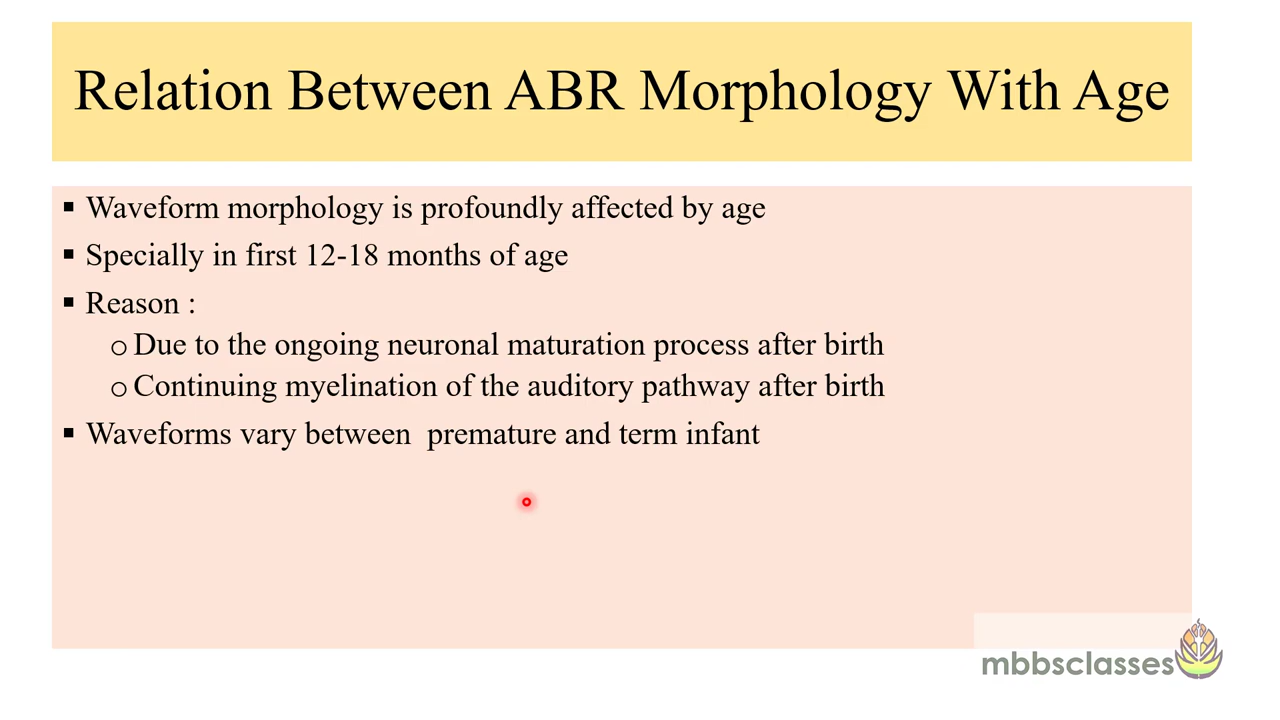 Relation Between ABR Morphology With Age
▪ Waveform morphology is profoundly affected by age
▪ Specially in first 12-18 months of age
▪ Reason :
o Due to the ongoing neuronal maturation process after birth
o Continuing myelination of the auditory pathway after birth
▪ Waveforms vary between  premature and term infant
mbbsclasses